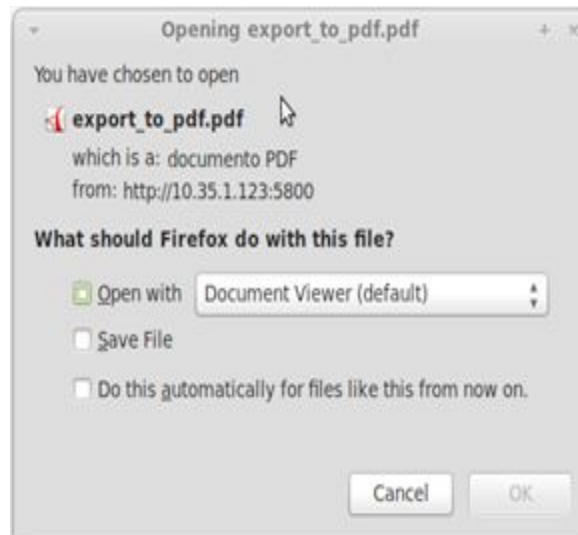 Opening export_to_pdf.pdf
You have chosen to open
export_to_pdf.pdf
which is a: documento PDF
from: http://10.35.1.123:5800
What should Firefox do with this file?
Open with Document Viewer (default)
Save File
Do this automatically for files like this from now on.
Cancel OK